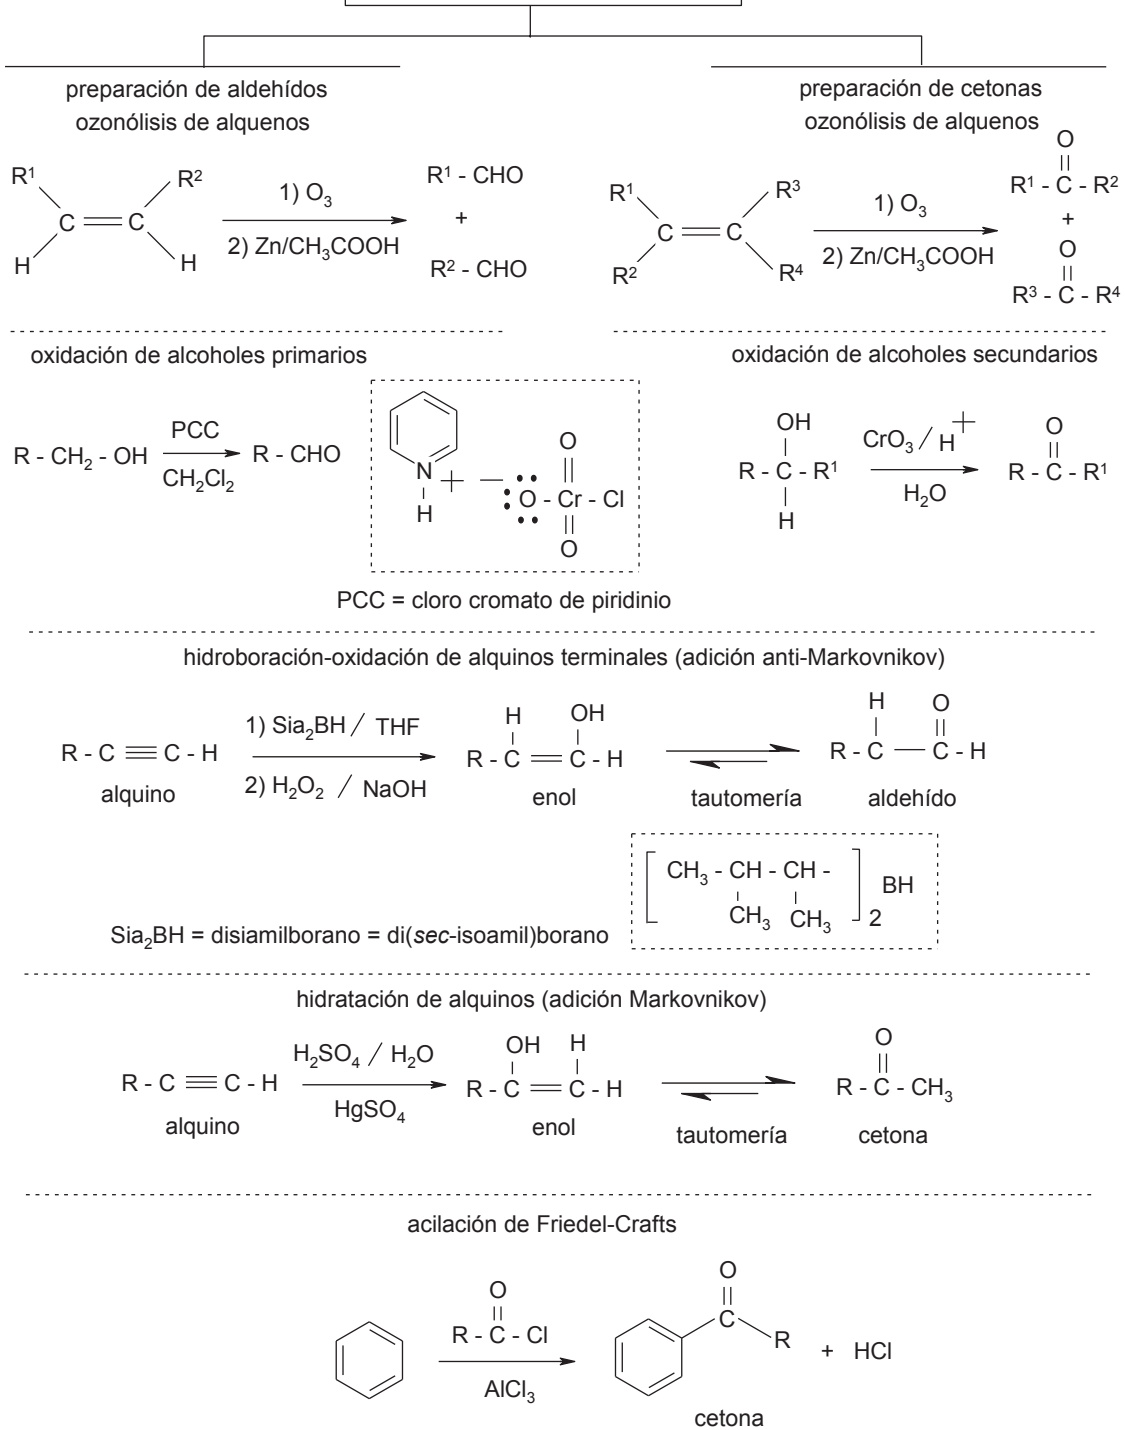 preparación de aldehídos
ozonólisis de alquenos
R¹ R²
C = C
H H
1) O₃
2) Zn/CH₃COOH
R¹ - CHO
+
R² - CHO
preparación de cetonas
ozonólisis de alquenos
R¹ R³
C = C
R² R⁴
1) O₃
2) Zn/CH₃COOH
O
R¹ - C - R²
+
O
R³ - C - R⁴
oxidación de alcoholes primarios
R - CH₂ - OH
PCC
CH₂Cl₂
R - CHO
N +
H
O
− O - Cr - Cl
O
PCC = cloro cromato de piridinio
oxidación de alcoholes secundarios
OH
R - C - R¹
H
CrO₃ / H⁺
H₂O
O
R - C - R¹
hidroboración-oxidación de alquinos terminales (adición anti-Markovnikov)
R - C ≡ C - H
alquino
1) Sia₂BH / THF
2) H₂O₂ / NaOH
H OH
R - C = C - H
enol
tautomería
H O
R - C — C - H
aldehído
Sia₂BH = disiamilborano = di(sec-isoamil)borano
[ CH₃ - CH - CH - ]₂ BH
CH₃ CH₃
hidratación de alquinos (adición Markovnikov)
R - C ≡ C - H
alquino
H₂SO₄ / H₂O
HgSO₄
OH H
R - C = C - H
enol
tautomería
O
R - C - CH₃
cetona
acilación de Friedel-Crafts
O
R - C - Cl
AlCl₃
O
C
R
+ HCl
cetona